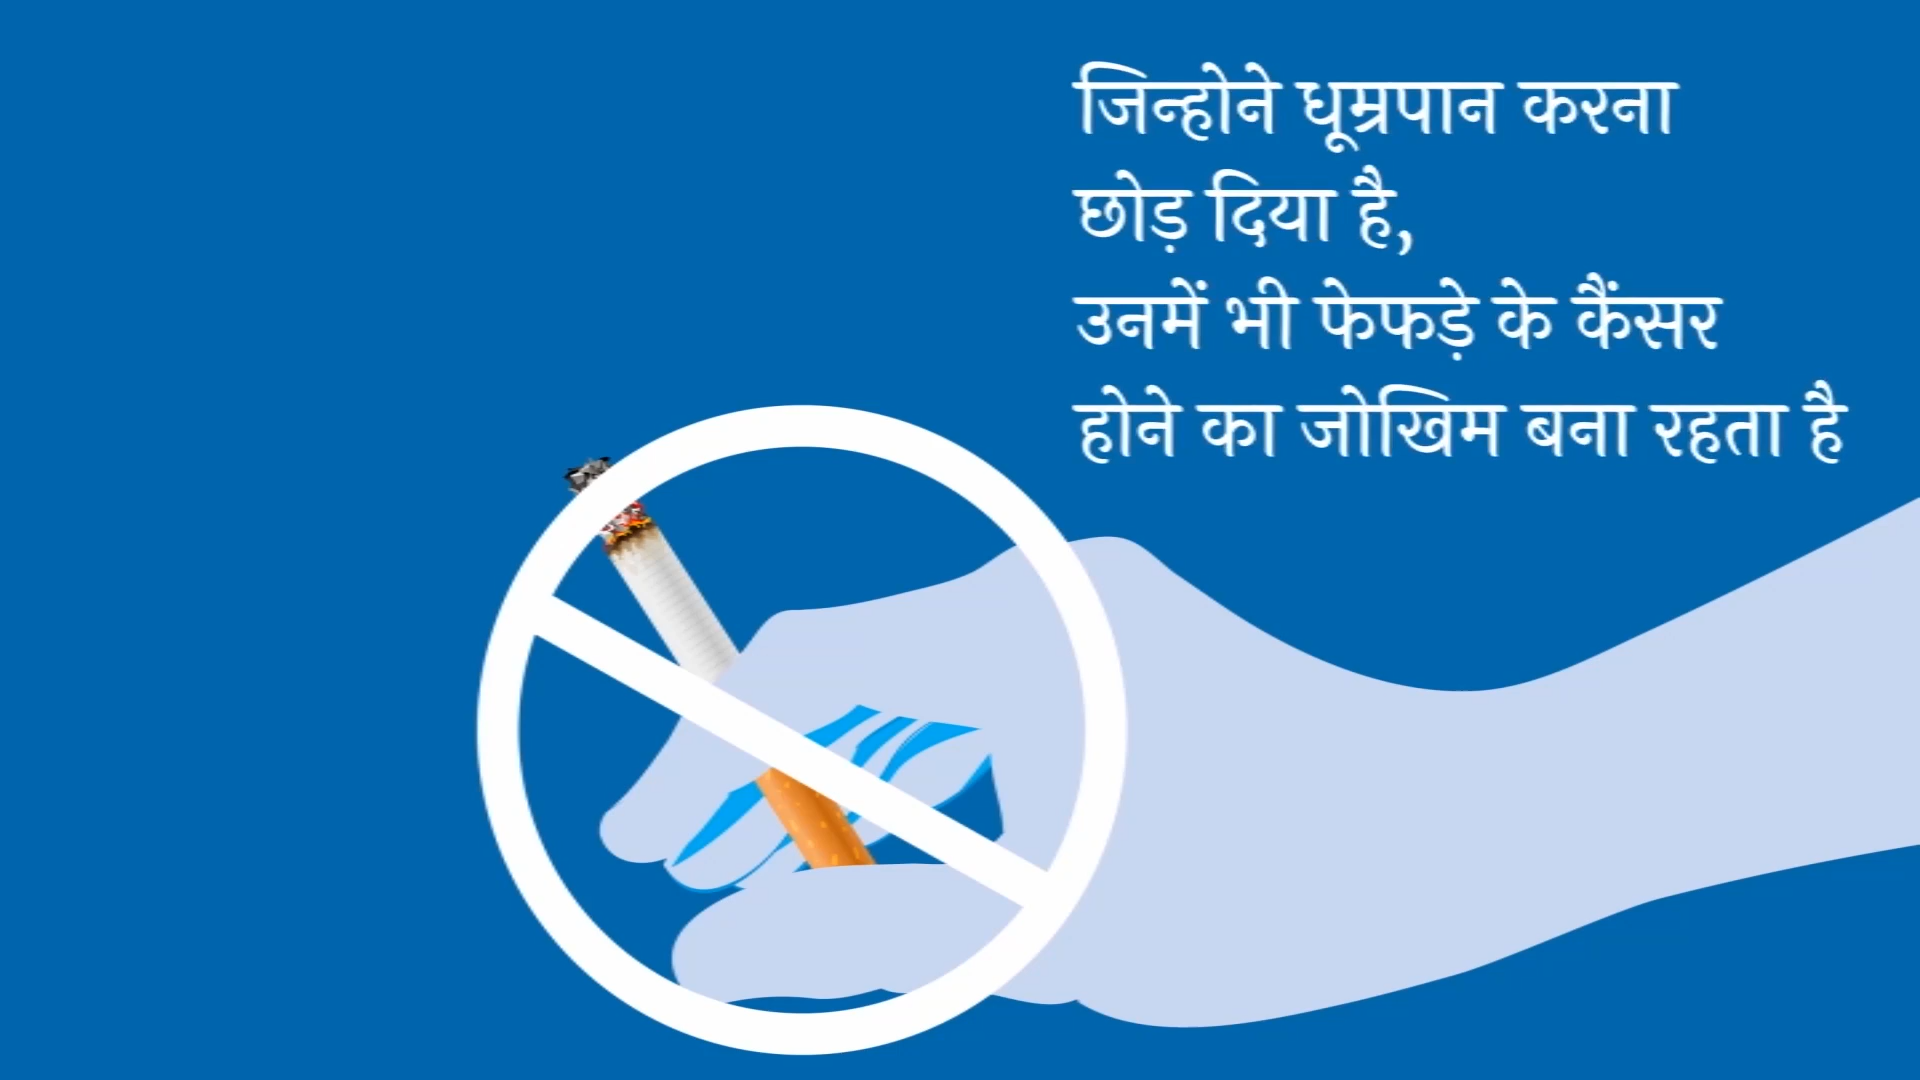 जिन्होने धूम्रपान करना
छोड़ दिया है,
उनमें भी फेफड़े के कैंसर
होने का जोखिम बना रहता है